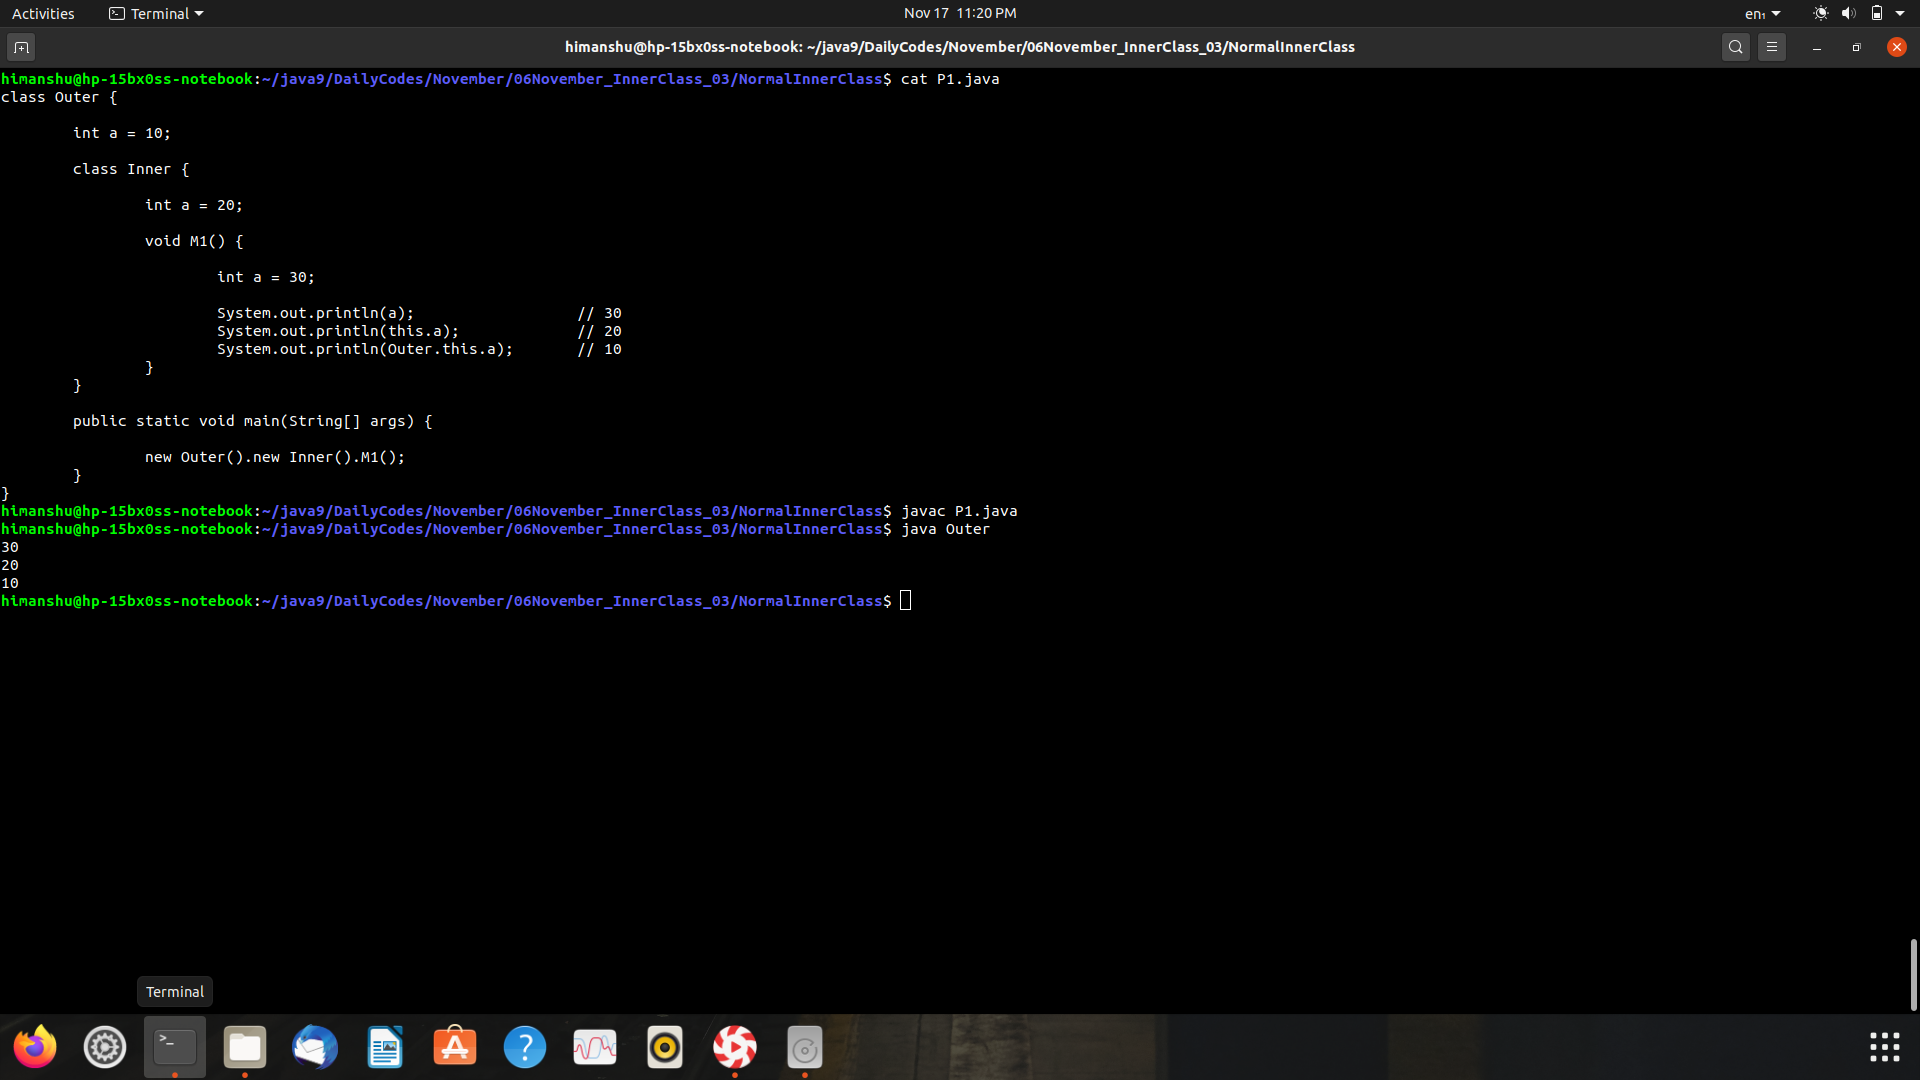 Activities Terminal Nov 17 11:20 PM en₁
himanshu@hp-15bx0ss-notebook: ~/java9/DailyCodes/November/06November_InnerClass_03/NormalInnerClass
himanshu@hp-15bx0ss-notebook:~/java9/DailyCodes/November/06November_InnerClass_03/NormalInnerClass$ cat P1.java
class Outer {
int a = 10;
class Inner {
int a = 20;
void M1() {
int a = 30;
System.out.println(a); // 30
System.out.println(this.a); // 20
System.out.println(Outer.this.a); // 10
}
}
public static void main(String[] args) {
new Outer().new Inner().M1();
}
}
himanshu@hp-15bx0ss-notebook:~/java9/DailyCodes/November/06November_InnerClass_03/NormalInnerClass$ javac P1.java
himanshu@hp-15bx0ss-notebook:~/java9/DailyCodes/November/06November_InnerClass_03/NormalInnerClass$ java Outer
30
20
10
himanshu@hp-15bx0ss-notebook:~/java9/DailyCodes/November/06November_InnerClass_03/NormalInnerClass$
Terminal